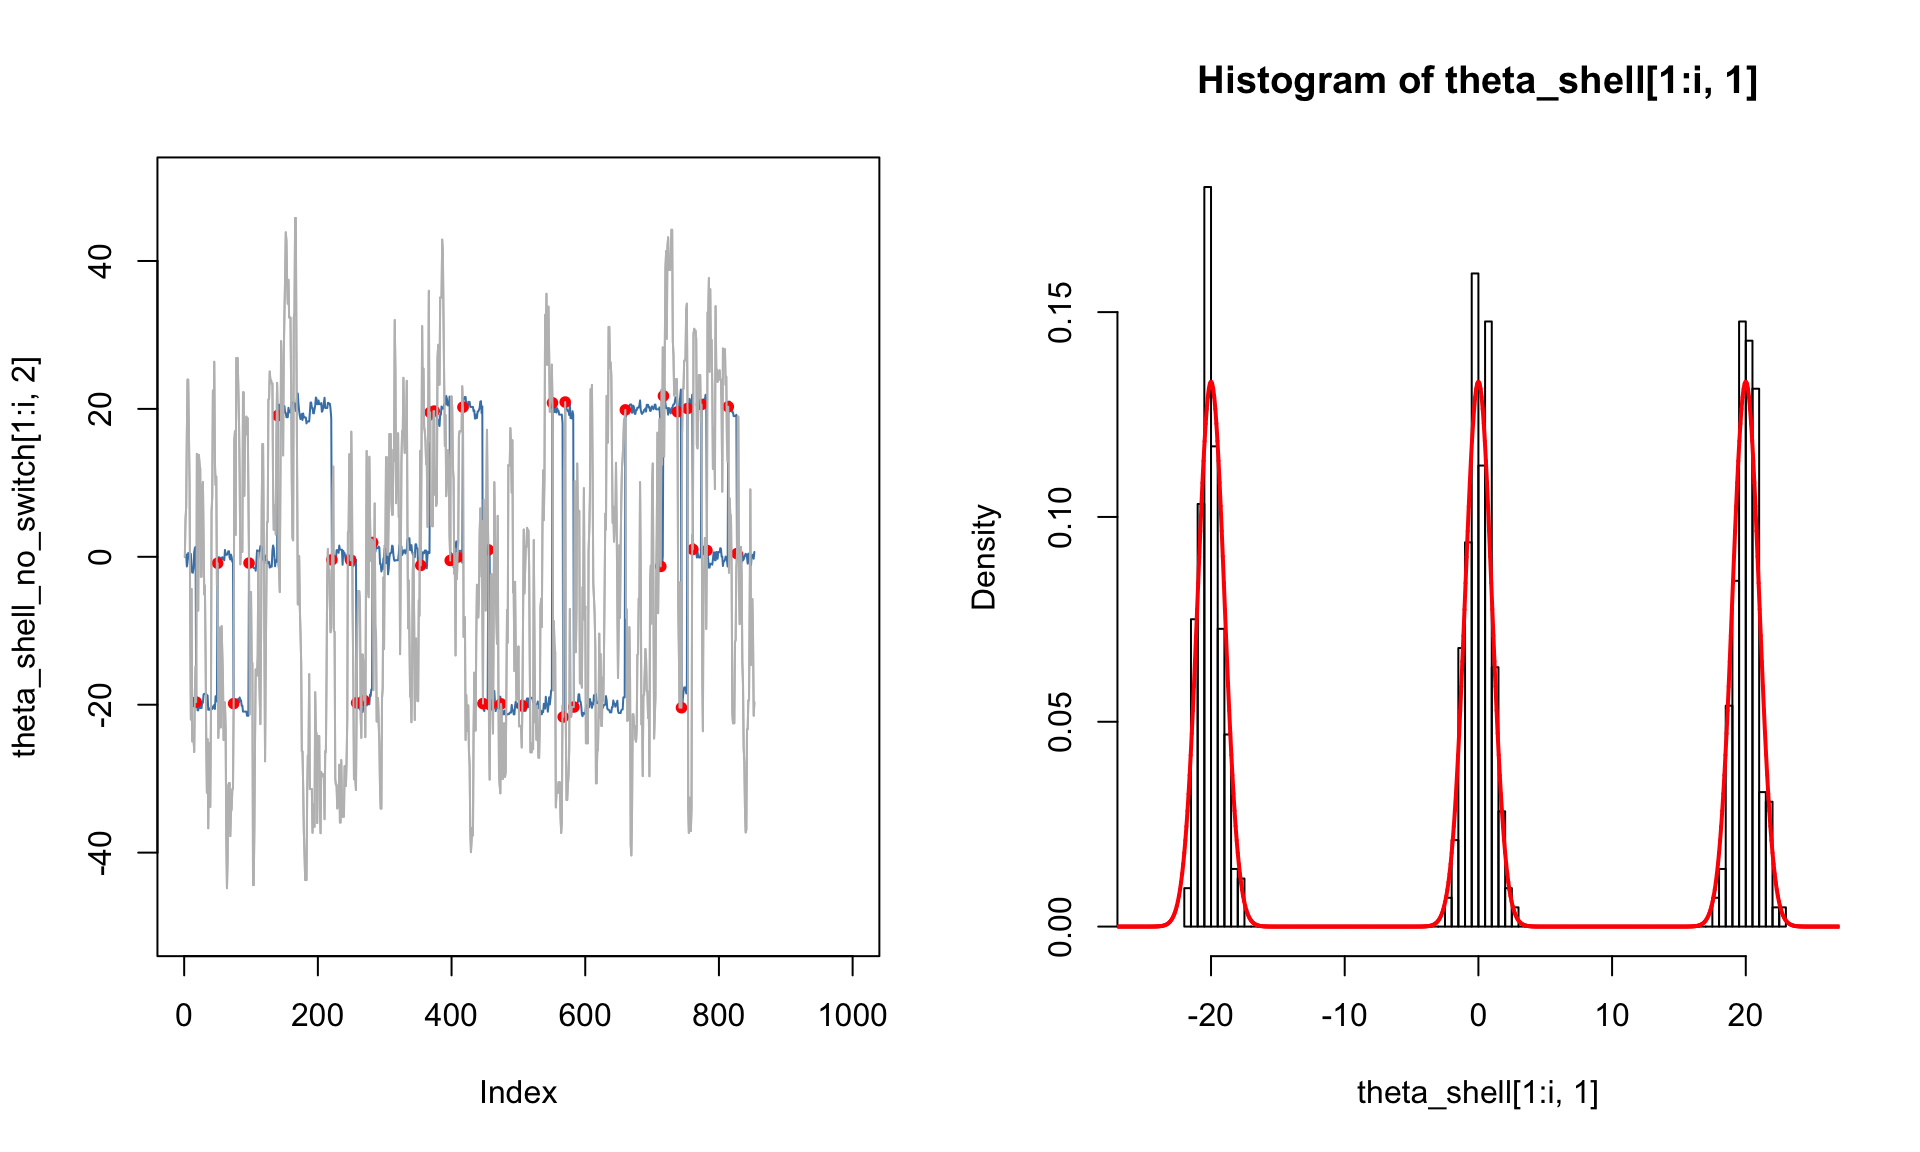 theta_shell_no_switch[1:i, 2]
40
20
0
-20
-40
0 200 400 600 800 1000
Index
Histogram of theta_shell[1:i, 1]
Density
0.15
0.10
0.05
0.00
-20 -10 0 10 20
theta_shell[1:i, 1]